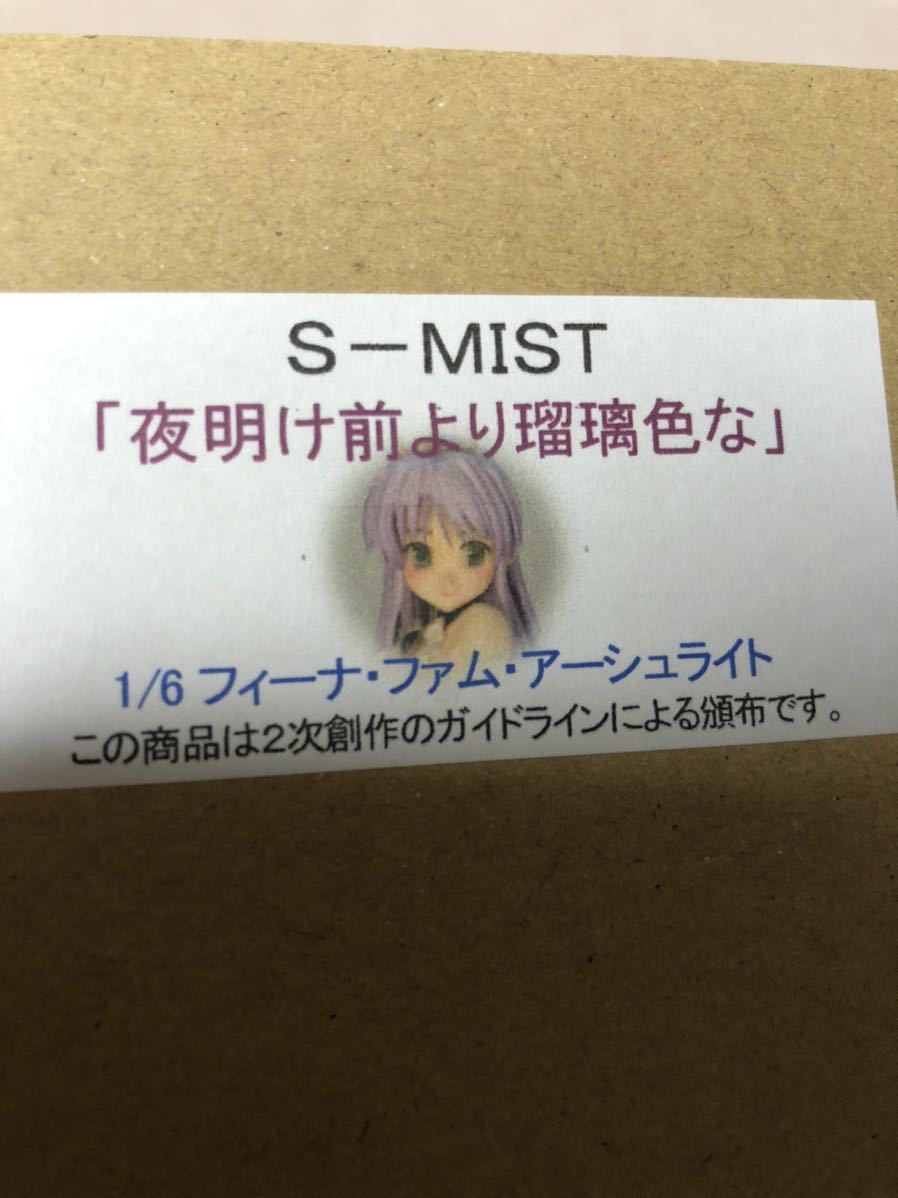 S－MIST
「夜明け前より瑠璃色な」
1/6 フィーナ・ファム・アーシュライト
この商品は2次創作のガイドラインによる頒布です。